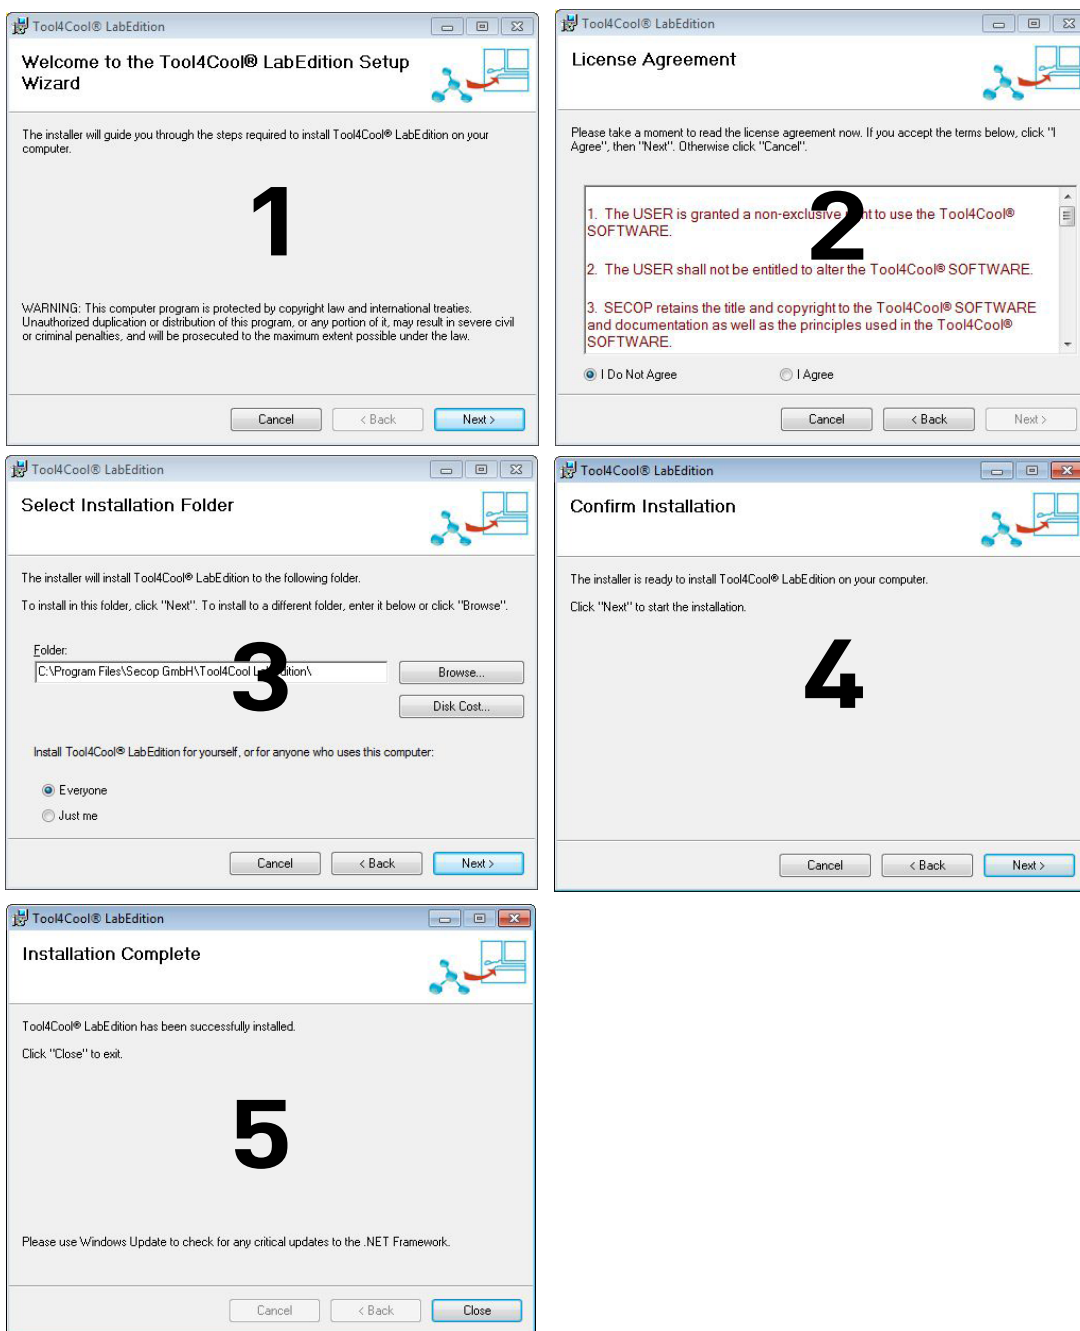 Tool4Cool® LabEdition
Welcome to the Tool4Cool® LabEdition Setup
Wizard
The installer will guide you through the steps required to install Tool4Cool® LabEdition on your
computer.
1
WARNING: This computer program is protected by copyright law and international treaties.
Unauthorized duplication or distribution of this program, or any portion of it, may result in severe civil
or criminal penalties, and will be prosecuted to the maximum extent possible under the law.
Cancel
< Back
Next >
Tool4Cool® LabEdition
License Agreement
Please take a moment to read the license agreement now. If you accept the terms below, click "I
Agree", then "Next". Otherwise click "Cancel".
2
1. The USER is granted a non-exclusive to use the Tool4Cool®
SOFTWARE.
2. The USER shall not be entitled to alter the Tool4Cool® SOFTWARE.
3. SECOP retains the title and copyright to the Tool4Cool® SOFTWARE
and documentation as well as the principles used in the Tool4Cool®
SOFTWARE.
I Do Not Agree
I Agree
Cancel
< Back
Next >
Tool4Cool® LabEdition
Select Installation Folder
The installer will install Tool4Cool® LabEdition to the following folder.
To install in this folder, click "Next". To install to a different folder, enter it below or click "Browse".
3
Folder:
C:\Program Files\Secop GmbH\Tool4Cool LabEdition\
Browse...
Disk Cost...
Install Tool4Cool® LabEdition for yourself, or for anyone who uses this computer:
Everyone
Just me
Cancel
< Back
Next >
Tool4Cool® LabEdition
Confirm Installation
The installer is ready to install Tool4Cool® LabEdition on your computer.
Click "Next" to start the installation.
4
Cancel
< Back
Next >
Tool4Cool® LabEdition
Installation Complete
Tool4Cool® LabEdition has been successfully installed.
Click "Close" to exit.
5
Please use Windows Update to check for any critical updates to the .NET Framework.
Cancel
< Back
Close